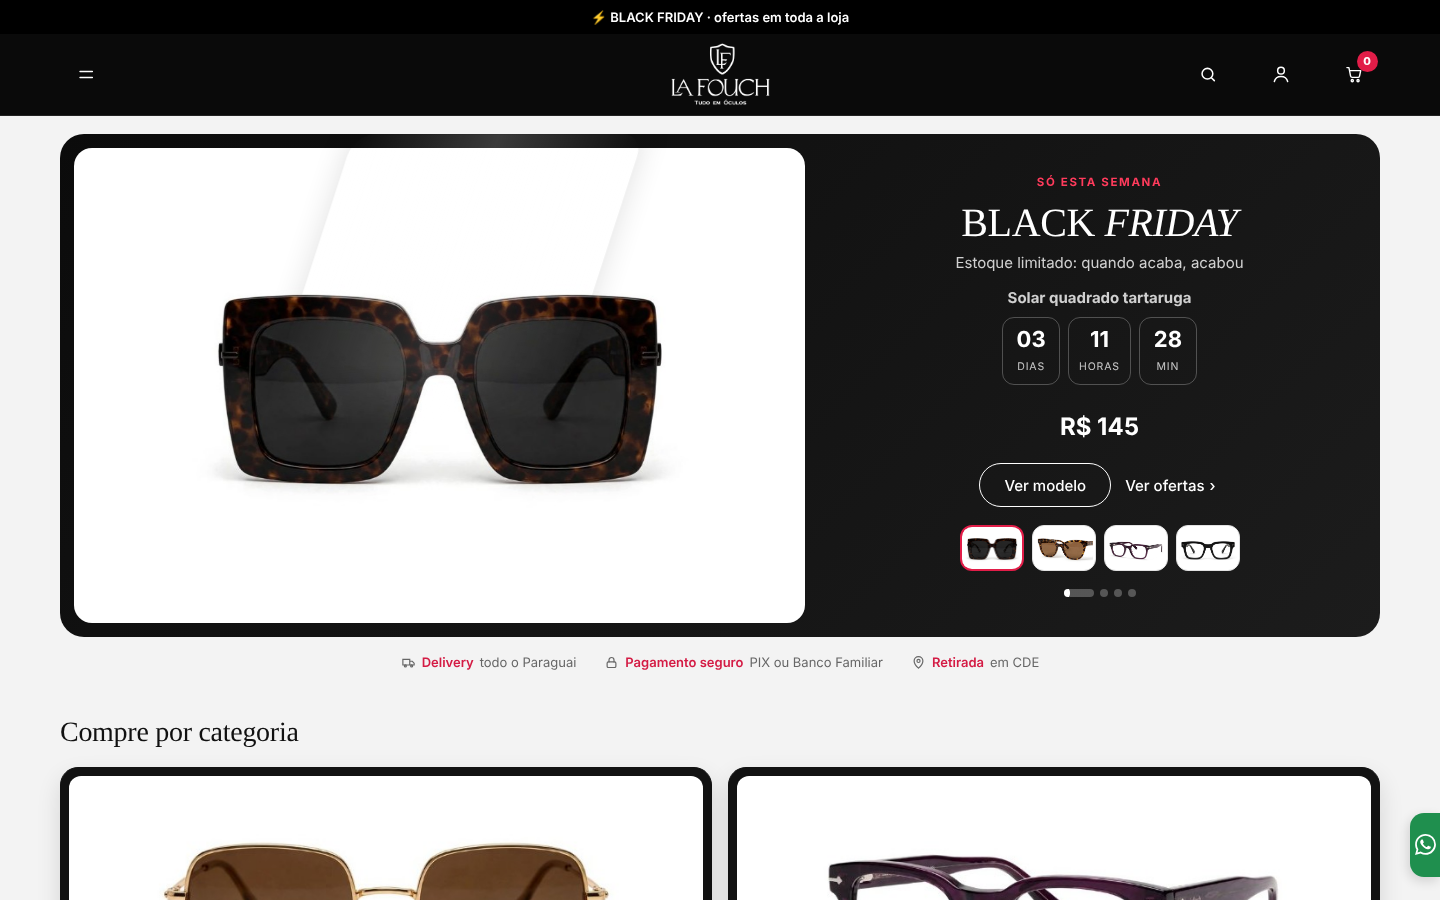 ⚡ BLACK FRIDAY · ofertas em toda a loja
LF
LA FOUCH
TUDO EM ÓCULOS
0
SÓ ESTA SEMANA
BLACK FRIDAY
Estoque limitado: quando acaba, acabou
Solar quadrado tartaruga
03 11 28
DIAS HORAS MIN
R$ 145
Ver modelo Ver ofertas ›
Delivery todo o Paraguai Pagamento seguro PIX ou Banco Familiar Retirada em CDE
Compre por categoria